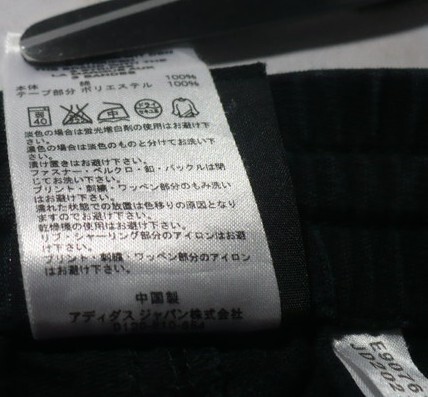 本体 綿 100%
テープ部分 ポリエステル 100%
弱 40 中 ドライ
淡色の場合は蛍光増白剤の使用はお避け下さい。
濃色の場合は淡色のものと分けてお洗い下さい。
漬け置きはお避け下さい。
ファスナー・ベルクロ・釦・バックルは閉じてお洗い下さい。
プリント・刺繍・ワッペン部分のもみ洗いはお避け下さい。
濡れた状態での放置は色移りの原因となりますのでお避け下さい。
乾燥機の使用はお避け下さい。
リブ・シャーリング部分のアイロンはお避け下さい。
プリント・刺繍・ワッペン部分のアイロンはお避け下さい。
中国製
アディダス ジャパン株式会社
E90176
J0202